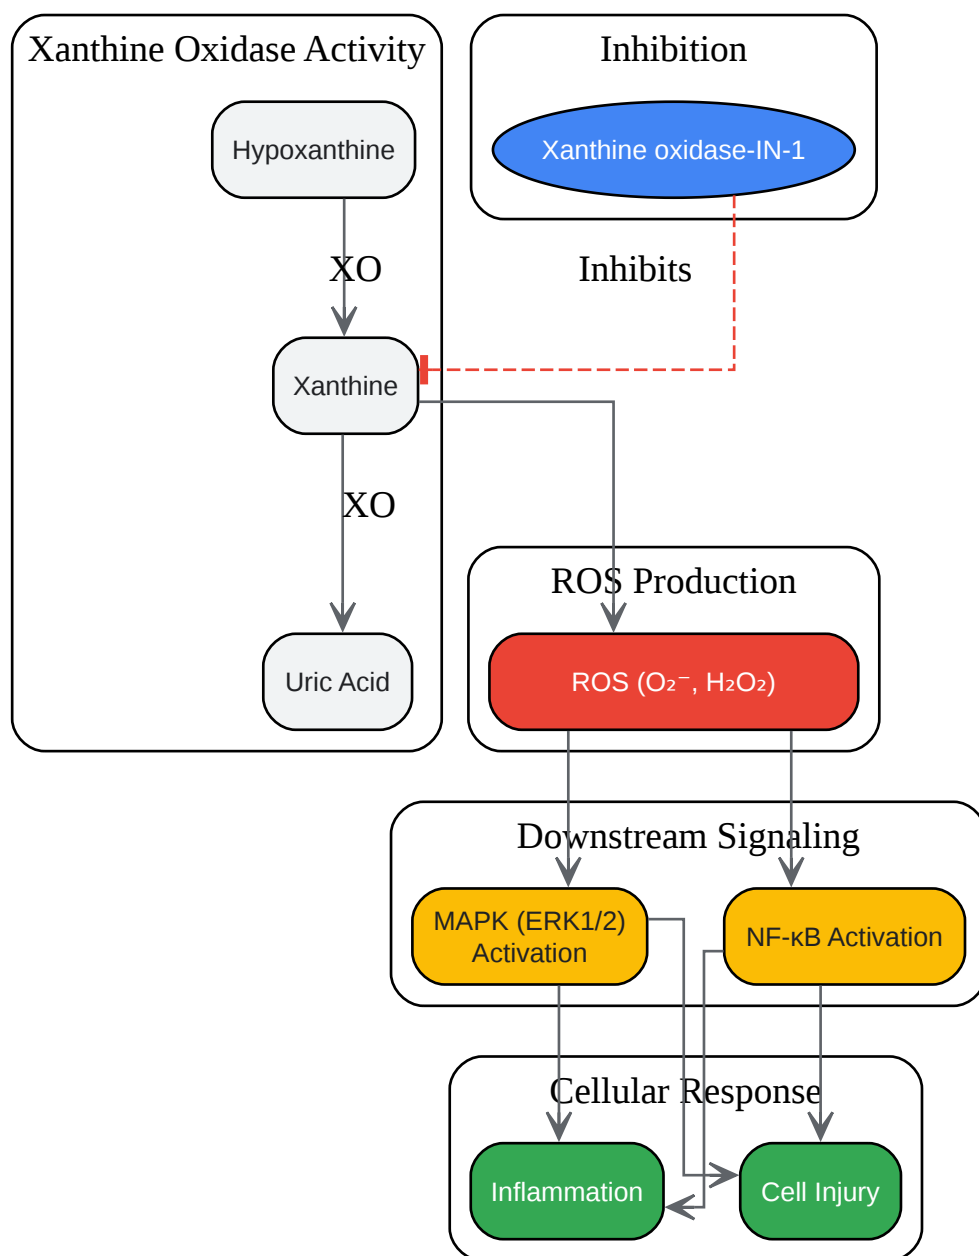 Xanthine Oxidase Activity
Inhibition
Hypoxanthine
Xanthine oxidase-IN-1
XO
Inhibits
Xanthine
XO
ROS Production
Uric Acid
ROS (O₂⁻, H₂O₂)
Downstream Signaling
MAPK (ERK1/2)
Activation
NF-κB Activation
Cellular Response
Inflammation
Cell Injury